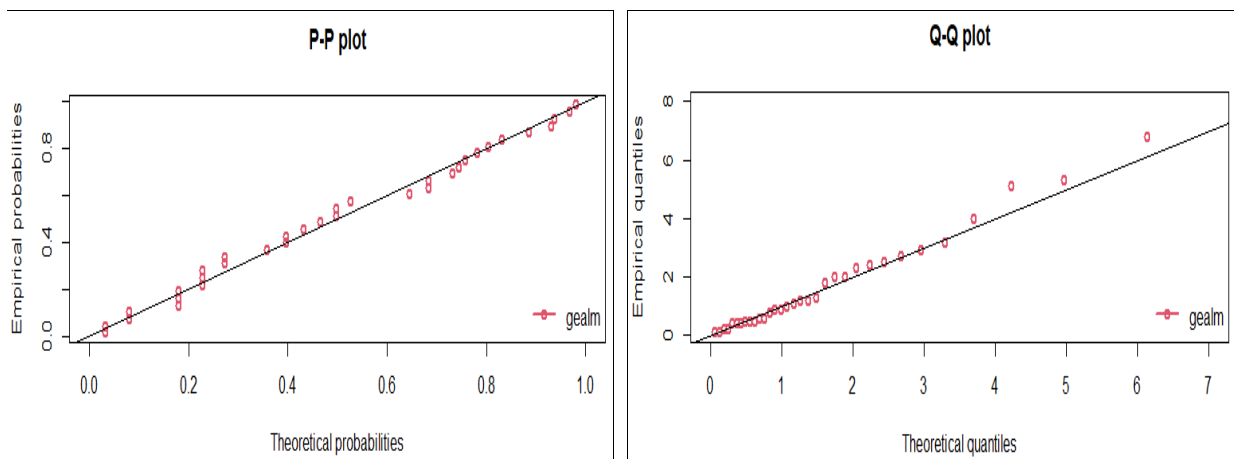 P-P plot
Empirical probabilities
0.0 0.4 0.8
gealm
0.0 0.2 0.4 0.6 0.8 1.0
Theoretical probabilities
Q-Q plot
Empirical quantiles
0 2 4 6 8
gealm
0 1 2 3 4 5 6 7
Theoretical quantiles